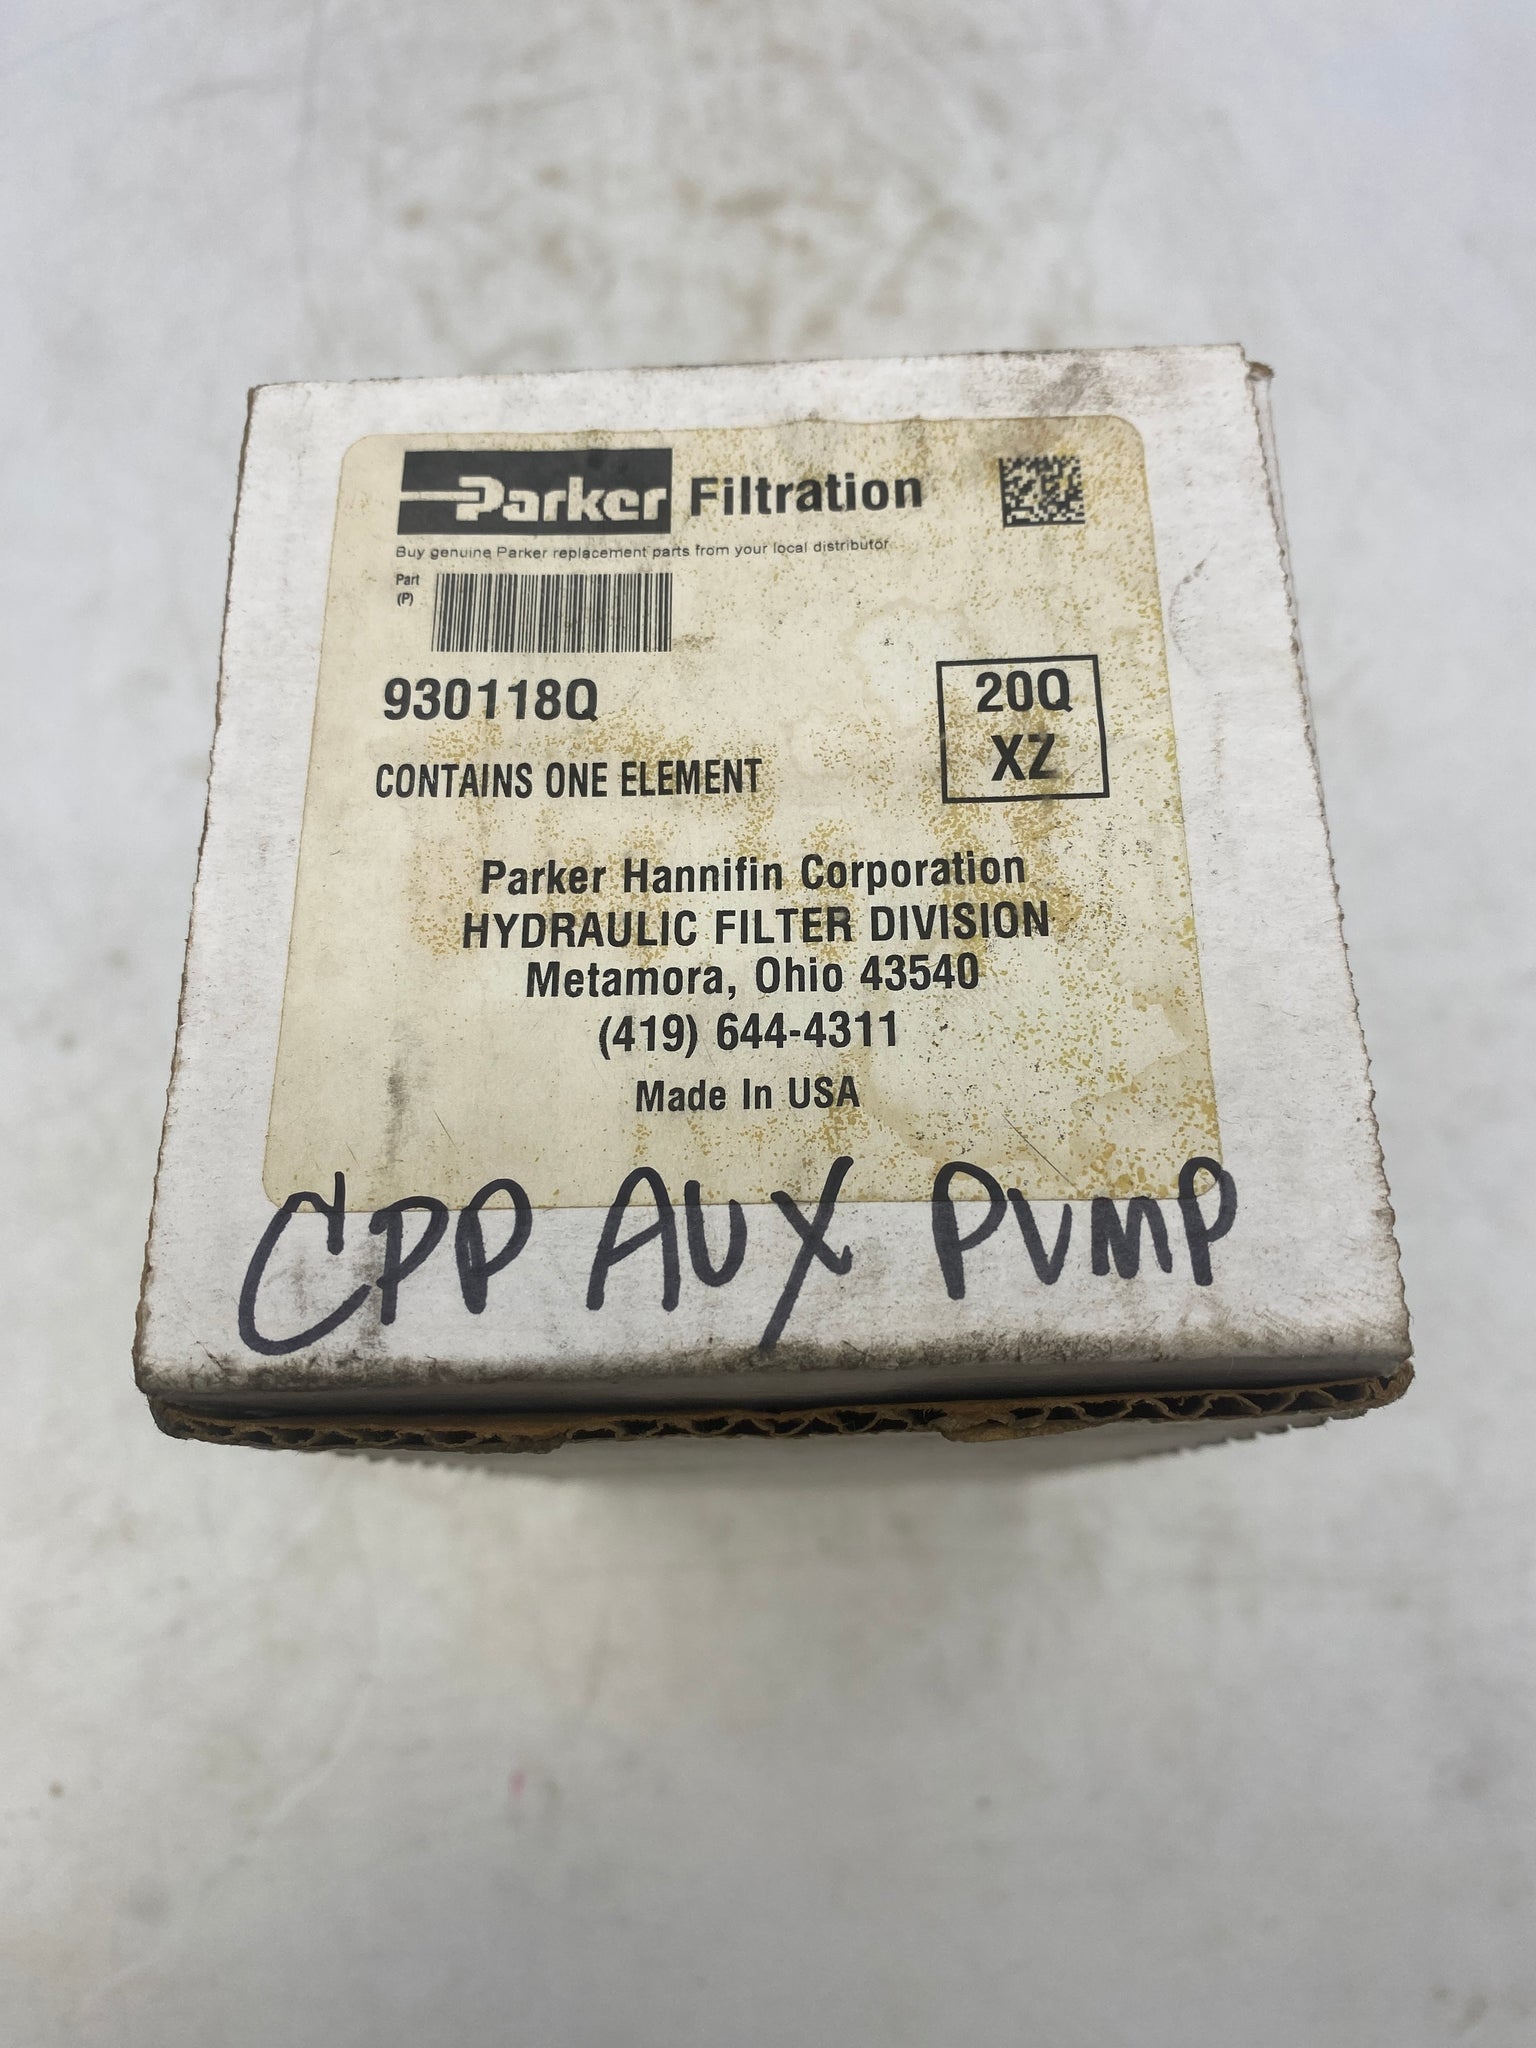 Parker Filtration
Buy genuine Parker replacement parts from your local distributor
Part
(P)
930118Q
20Q
XZ
CONTAINS ONE ELEMENT
Parker Hannifin Corporation
HYDRAULIC FILTER DIVISION
Metamora, Ohio 43540
(419) 644-4311
Made In USA
CPP AUX PUMP